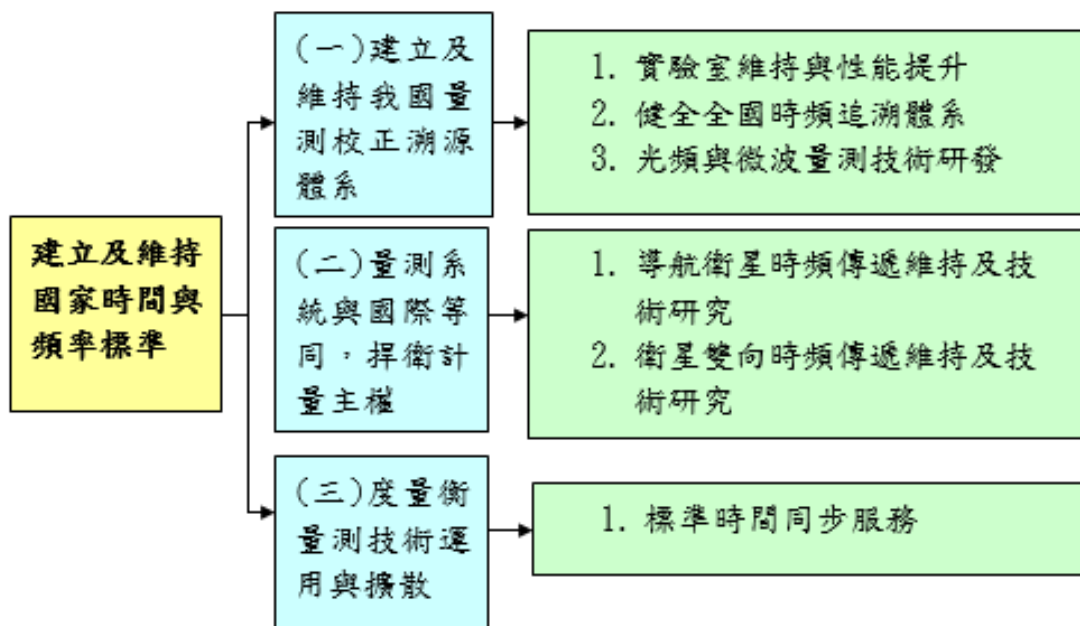 建立及維持
國家時間與
頻率標準
(一)建立及
維持我國量
測校正溯源
體系
1. 實驗室維持與性能提升
2. 健全全國時頻追溯體系
3. 光頻與微波量測技術研發
(二)量測系
統與國際等
同，捍衛計
量主權
1. 導航衛星時頻傳遞維持及技
術研究
2. 衛星雙向時頻傳遞維持及技
術研究
(三)度量衡
量測技術運
用與擴散
1. 標準時間同步服務